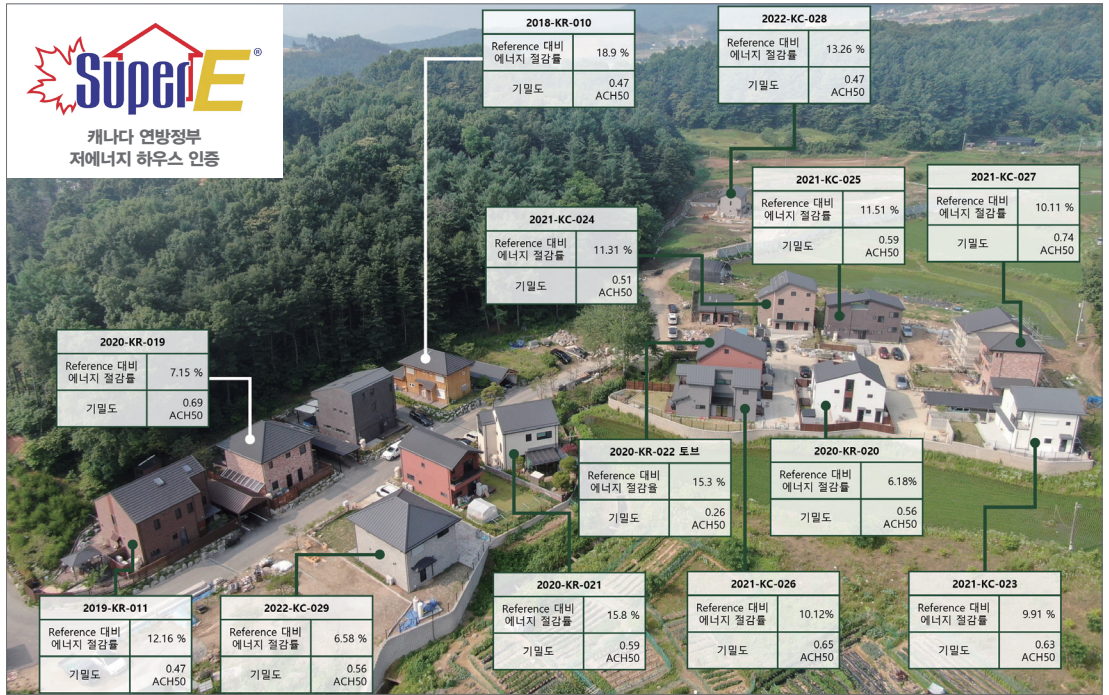 SuperE®
캐나다 연방정부
저에너지 하우스 인증
2018-KR-010
Reference 대비
에너지 절감률
18.9 %
기밀도
0.47
ACH50
2022-KC-028
Reference 대비
에너지 절감률
13.26 %
기밀도
0.47
ACH50
2021-KC-025
Reference 대비
에너지 절감률
11.51 %
기밀도
0.59
ACH50
2021-KC-027
Reference 대비
에너지 절감률
10.11 %
기밀도
0.74
ACH50
2021-KC-024
Reference 대비
에너지 절감률
11.31 %
기밀도
0.51
ACH50
2020-KR-019
Reference 대비
에너지 절감률
7.15 %
기밀도
0.69
ACH50
2020-KR-022 토브
Reference 대비
에너지 절감율
15.3%
기밀도
0.26
ACH50
2020-KR-020
Reference 대비
에너지 절감률
6.18%
기밀도
0.56
ACH50
2019-KR-011
Reference 대비
에너지 절감률
12.16 %
기밀도
0.47
ACH50
2022-KC-029
Reference 대비
에너지 절감률
6.58 %
기밀도
0.56
ACH50
2020-KR-021
Reference 대비
에너지 절감률
15.8 %
기밀도
0.59
ACH50
2021-KC-026
Reference 대비
에너지 절감률
10.12%
기밀도
0.65
ACH50
2021-KC-023
Reference 대비
에너지 절감률
9.91 %
기밀도
0.63
ACH50